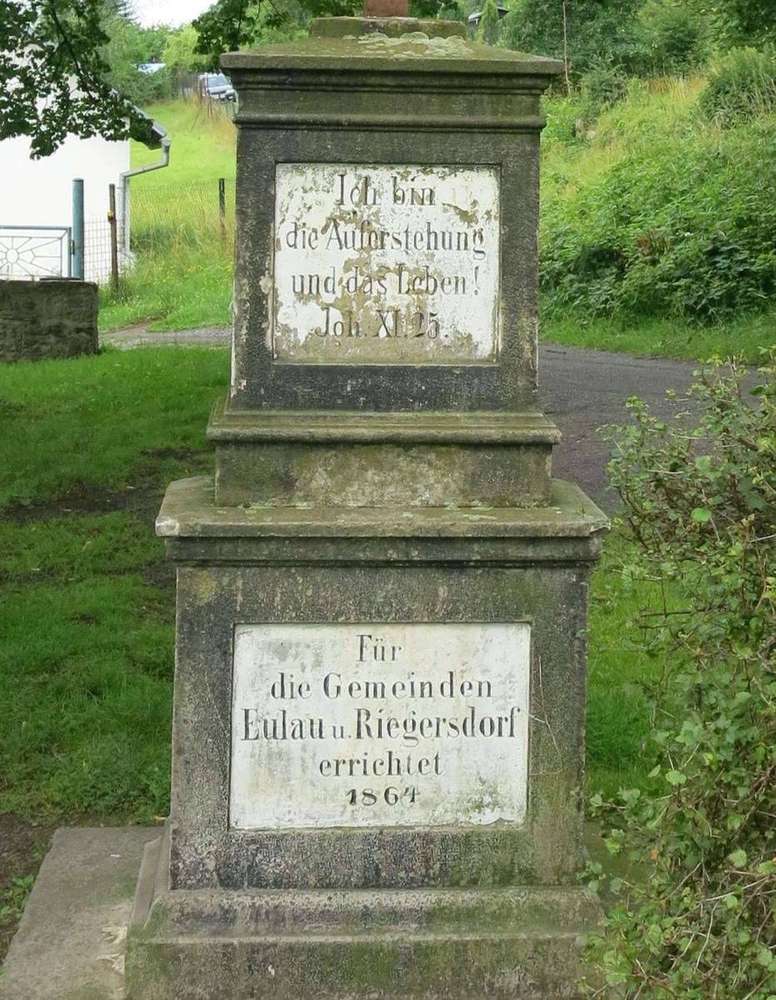 Ich bin
die Auferstehung
und das Leben!
Joh. XI. 25.
Für
die Gemeinden
Eulau u. Riegersdorf
errichtet
1864